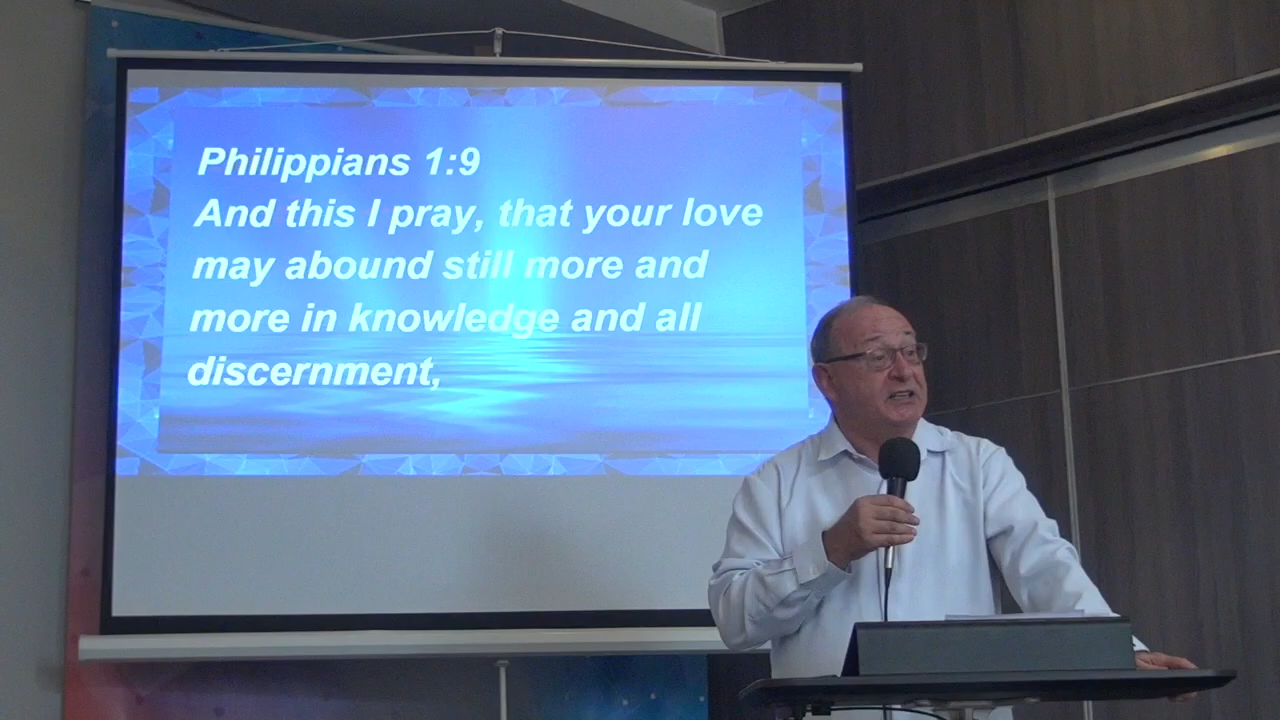 Philippians 1:9
And this I pray, that your love
may abound still more and
more in knowledge and all
discernment,